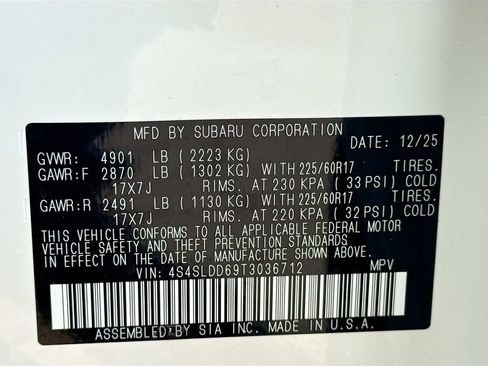 MFD BY SUBARU CORPORATION
DATE: 12/25
GVWR: 4901 LB (2223 KG)
GAWR:F 2870 LB (1302 KG) WITH 225/60R17 TIRES.
17X7J RIMS. AT 230 KPA (33 PSI) COLD
GAWR:R 2491 LB (1130 KG) WITH 225/60R17 TIRES.
17X7J RIMS. AT 220 KPA (32 PSI) COLD
THIS VEHICLE CONFORMS TO ALL APPLICABLE FEDERAL MOTOR
VEHICLE SAFETY AND THEFT PREVENTION STANDARDS
IN EFFECT ON THE DATE OF MANUFACTURE SHOWN ABOVE.
VIN: 4S4SLDD69T3036712 MPV
ASSEMBLED BY SIA INC. MADE IN U.S.A.